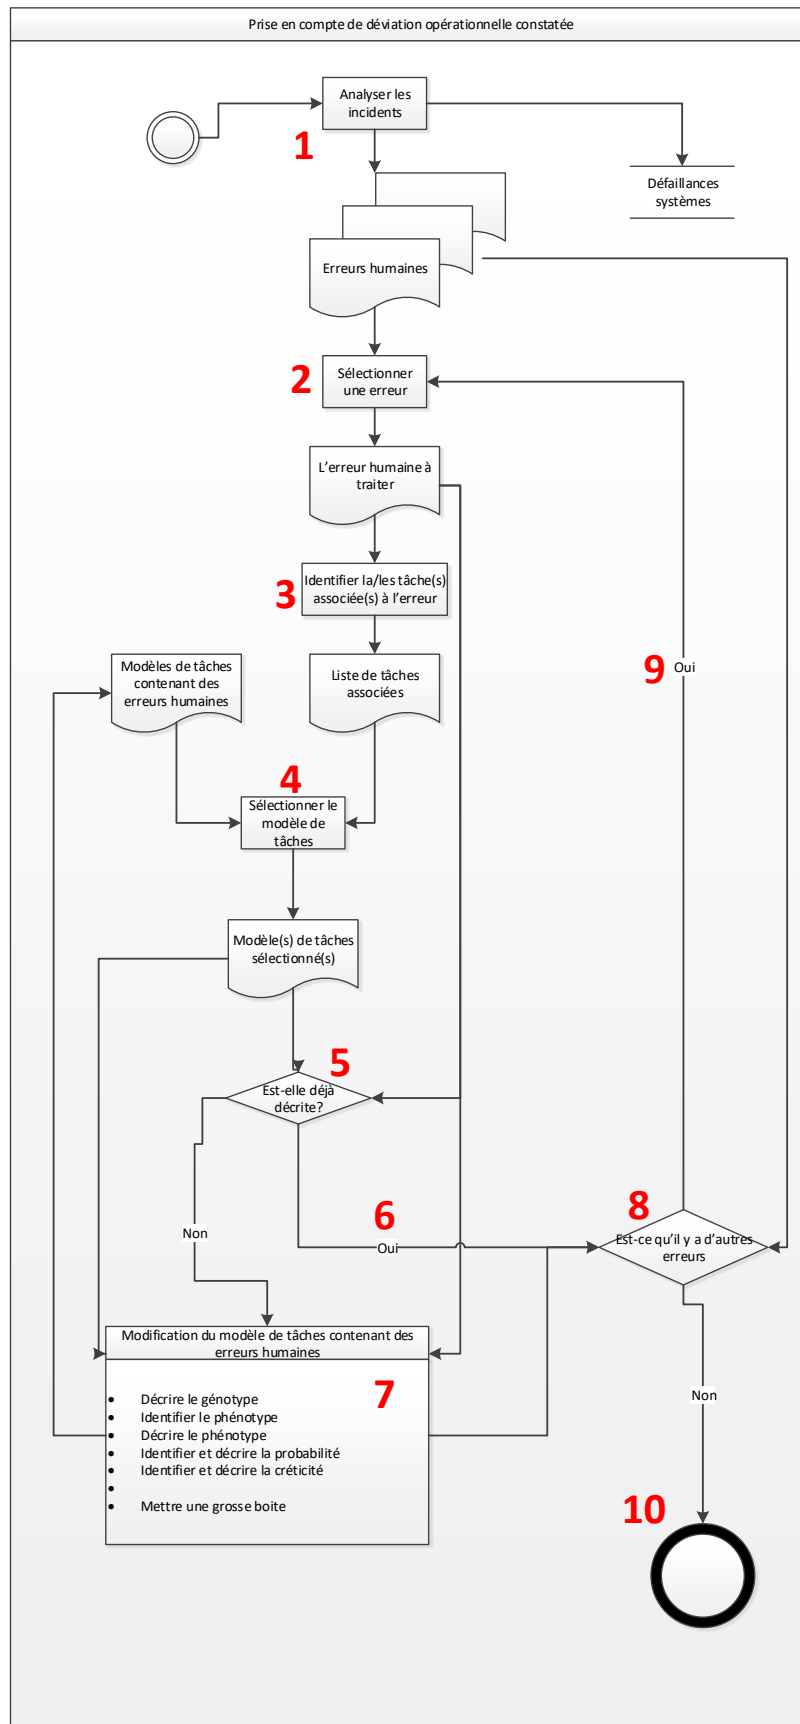 Prise en compte de déviation opérationnelle constatée
Analyser les
incidents
1
Défaillances
systèmes
Erreurs humaines
2
Sélectionner
une erreur
L'erreur humaine à
traiter
3
Identifier la/les tâche(s)
associée(s) à l'erreur
Modèles de tâches
contenant des
erreurs humaines
Liste de tâches
associées
9
Oui
4
Sélectionner le
modèle de
tâches
Modèle(s) de tâches
sélectionné(s)
5
Est-elle déjà
décrite?
6
Oui
Non
8
Est-ce qu'il y a d'autres
erreurs
Modification du modèle de tâches contenant des
erreurs humaines
7
• Décrire le génotype
• Identifier le phénotype
• Décrire le phénotype
• Identifier et décrire la probabilité
• Identifier et décrire la créticité
•
• Mettre une grosse boite
Non
10